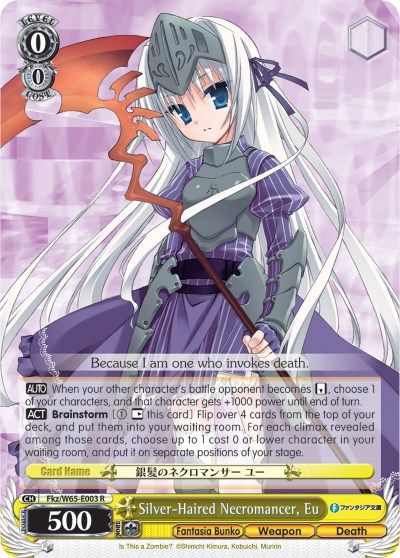 LEVEL
0
0
COST
Because I am one who invokes death.
AUTO When your other character's battle opponent becomes [▼], choose 1
of your characters, and that character gets +1000 power until end of turn.
ACT Brainstorm [① ▶ this card] Flip over 4 cards from the top of your
deck, and put them into your waiting room. For each climax revealed
among those cards, choose up to 1 cost 0 or lower character in your
waiting room, and put it on separate positions of your stage.
Card Name 銀髪のネクロマンサー ユー
CH Fkz/W65-E003 R
Silver-Haired Necromancer, Eu
ファンタジア文庫
POWER 500
Fantasia Bunko Weapon Death
Is This a Zombie? ©Shinichi Kimura, Kobuichi, Muririn